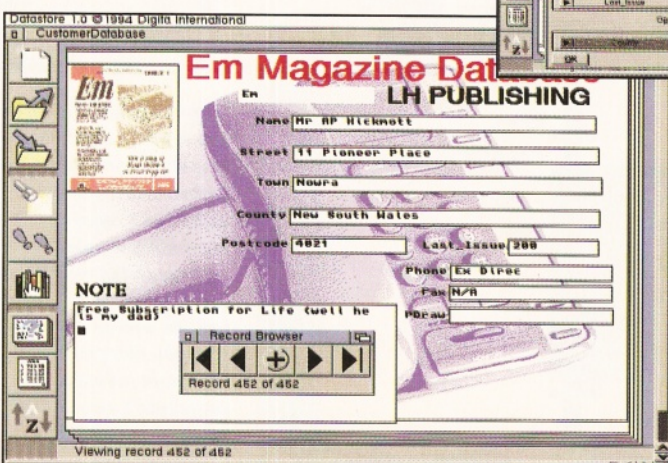 Datastore 1.0 ©1994 Digita International
CustomerDatabase
Last_Issue
County
OK
Em Magazine Dat
Em
LH PUBLISHING
Em
Name Mr AP Hickmott
Street 11 Pioneer Place
Town Nowra
County New South Wales
Postcode 4021
Last_Issue 200
Phone Ex Direc
Fax N/A
PDraw
NOTE
Free Subscription for Life (well he
is my dad)
Record Browser
Record 452 of 452
Viewing record 452 of 452